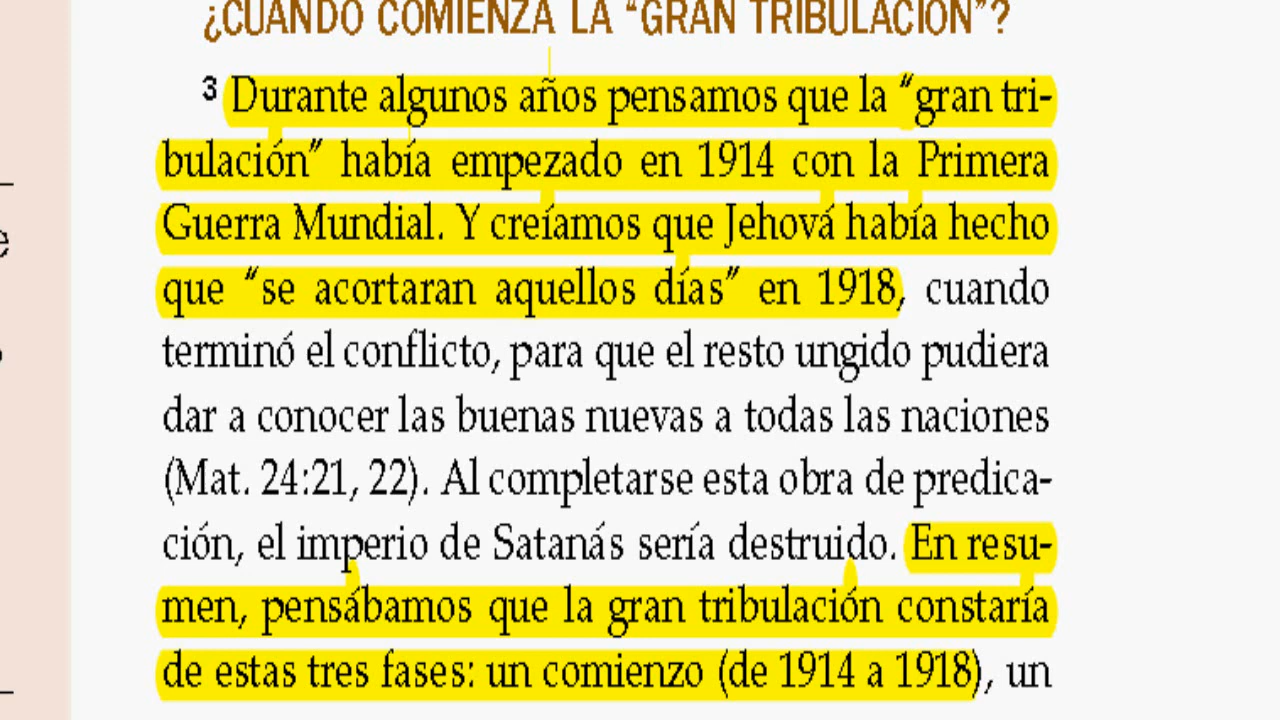 ¿CUÁNDO COMIENZA LA “GRAN TRIBULACIÓN”?
3 Durante algunos años pensamos que la “gran tri-
bulación” había empezado en 1914 con la Primera
Guerra Mundial. Y creíamos que Jehová había hecho
que “se acortaran aquellos días” en 1918, cuando
terminó el conflicto, para que el resto ungido pudiera
dar a conocer las buenas nuevas a todas las naciones
(Mat. 24:21, 22). Al completarse esta obra de predica-
ción, el imperio de Satanás sería destruido. En resu-
men, pensábamos que la gran tribulación constaría
de estas tres fases: un comienzo (de 1914 a 1918), un